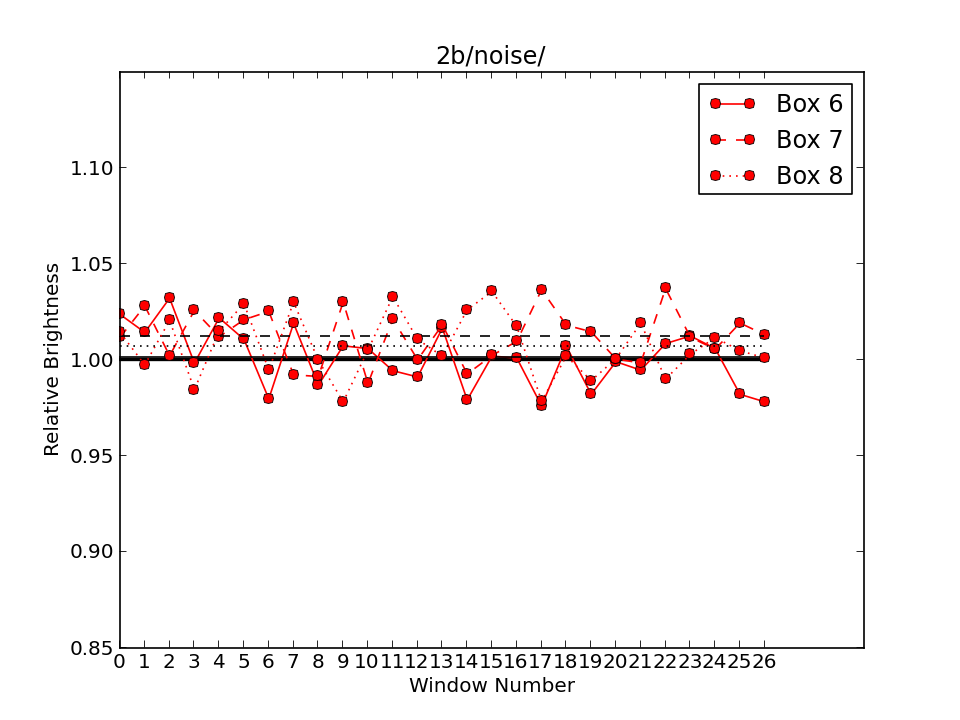 2b/noise/
Box 6
Box 7
Box 8
1.10
1.05
1.00
0.95
0.90
0.85
Relative Brightness
0 1 2 3 4 5 6 7 8 9 10 11 12 13 14 15 16 17 18 19 20 21 22 23 24 25 26
Window Number